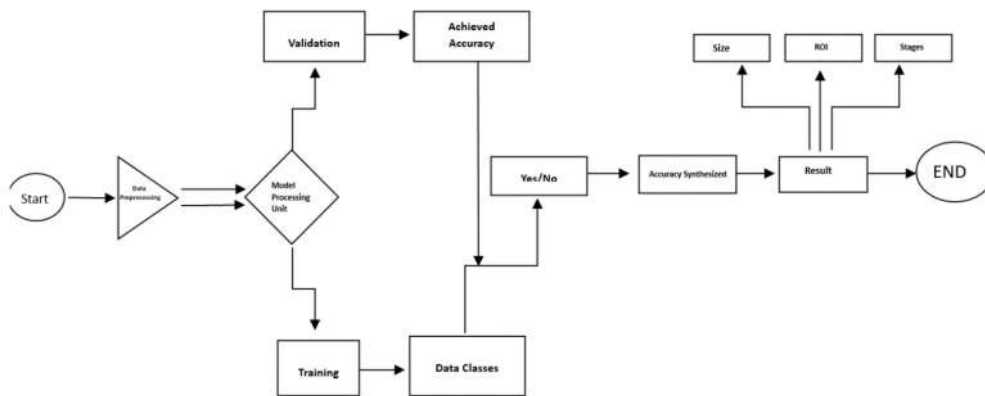 Start
Data
Preprocessing
Model
Processing
Unit
Validation
Achieved
Accuracy
Training
Data Classes
Yes/No
Accuracy Synthesized
Result
Size
ROI
Stages
END